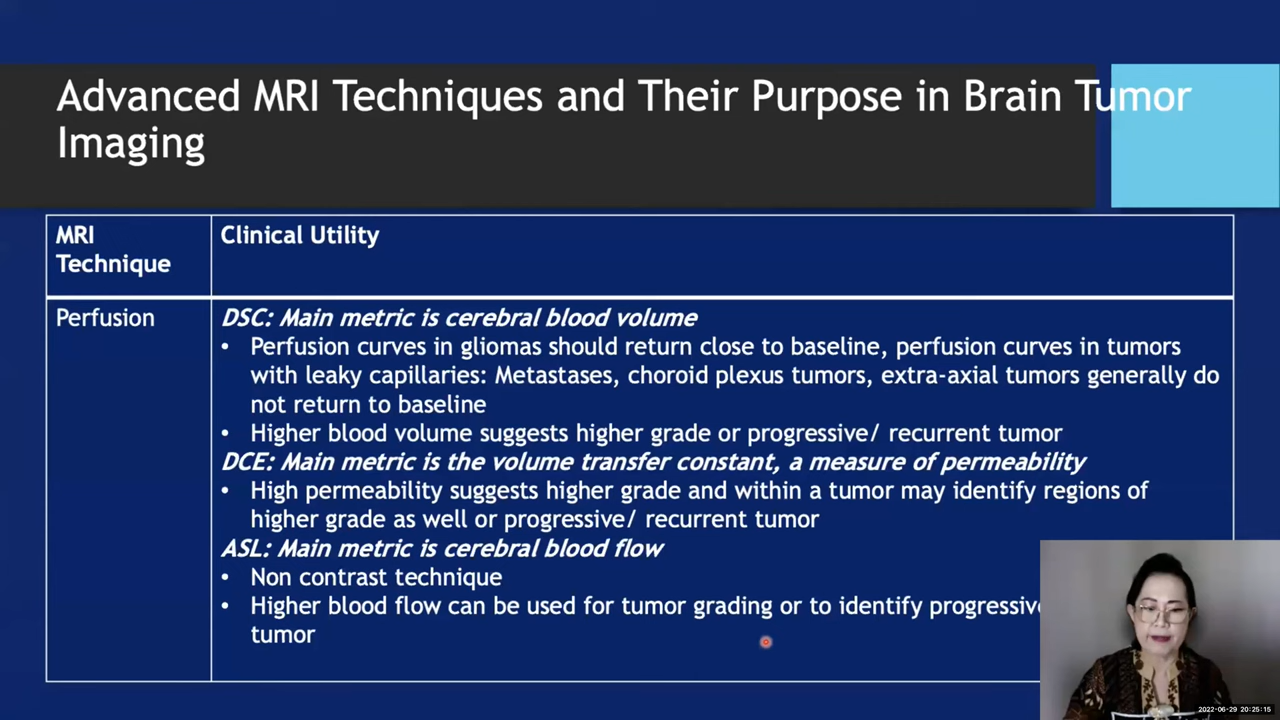 Advanced MRI Techniques and Their Purpose in Brain Tumor
Imaging
MRI
Technique
Clinical Utility
Perfusion
DSC: Main metric is cerebral blood volume
• Perfusion curves in gliomas should return close to baseline, perfusion curves in tumors
with leaky capillaries: Metastases, choroid plexus tumors, extra-axial tumors generally do
not return to baseline
• Higher blood volume suggests higher grade or progressive/ recurrent tumor
DCE: Main metric is the volume transfer constant, a measure of permeability
• High permeability suggests higher grade and within a tumor may identify regions of
higher grade as well or progressive/ recurrent tumor
ASL: Main metric is cerebral blood flow
• Non contrast technique
• Higher blood flow can be used for tumor grading or to identify progressive
tumor
2022-06-29 20:25:15